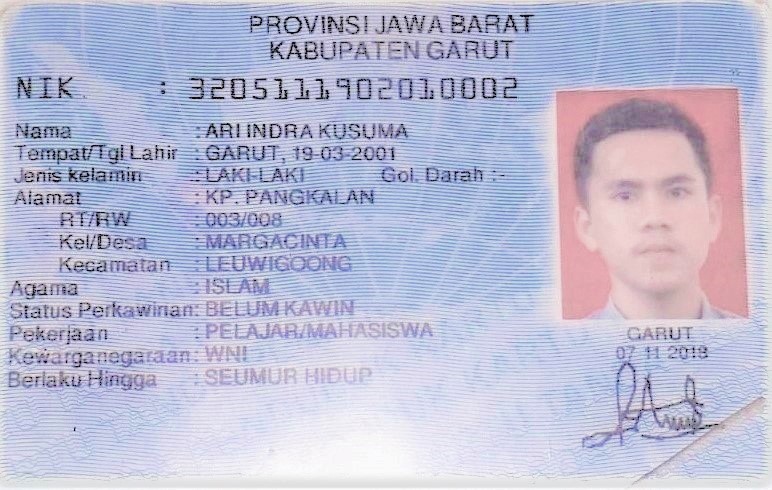 PROVINSI JAWA BARAT
KABUPATEN GARUT
NIK : 3205111902010002
Nama : ARI INDRA KUSUMA
Tempat/Tgl Lahir : GARUT, 19-03-2001
Jenis kelamin : LAKI-LAKI Gol. Darah :-
Alamat : KP. PANGKALAN
RT/RW : 003/008
Kel/Desa : MARGACINTA
Kecamatan : LEUWIGOONG
Agama : ISLAM
Status Perkawinan: BELUM KAWIN
Pekerjaan : PELAJAR/MAHASISWA
Kewarganegaraan: WNI
Berlaku Hingga : SEUMUR HIDUP
GARUT
07 11 2018